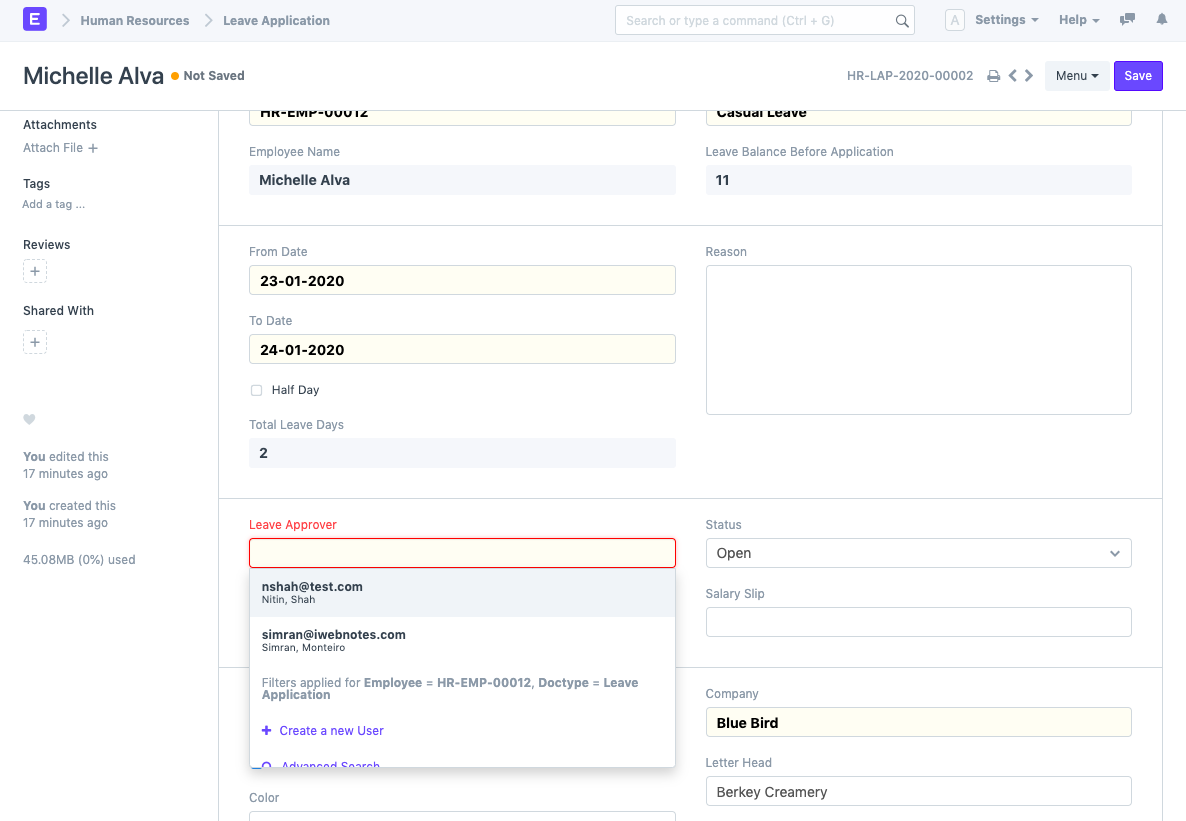 E
Human Resources
Leave Application
Search or type a command (Ctrl + G)
A
Settings
Help
Michelle Alva
Not Saved
HR-LAP-2020-00002
Menu
Save
Attachments
Attach File +
Tags
Add a tag ...
Reviews
+
Shared With
+
You edited this
17 minutes ago
You created this
17 minutes ago
45.08MB (0%) used
HR-EMP-00012
Casual Leave
Employee Name
Michelle Alva
Leave Balance Before Application
11
From Date
23-01-2020
To Date
24-01-2020
Half Day
Total Leave Days
2
Reason
Leave Approver
nshah@test.com
Nitin, Shah
simran@iwebnotes.com
Simran, Monteiro
Filters applied for Employee = HR-EMP-00012, Doctype = Leave
Application
+ Create a new User
Advanced Search
Color
Status
Open
Salary Slip
Company
Blue Bird
Letter Head
Berkey Creamery